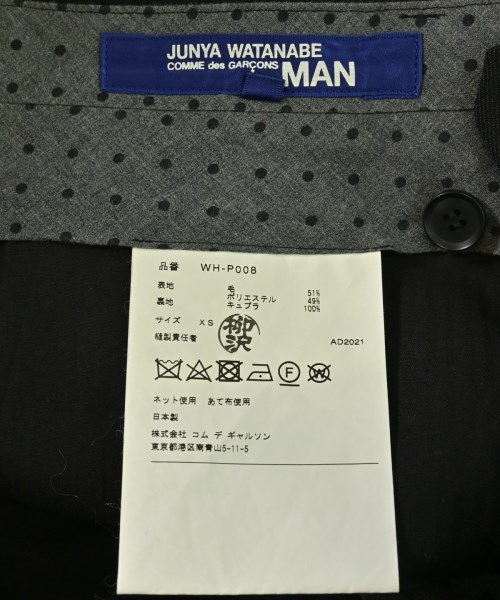 JUNYA WATANABE
COMME des GARÇONS MAN
品番 WH-P008
表地 毛 51%
ポリエステル 49%
裏地 キュプラ 100%
サイズ XS
縫製責任者 柳沢 AD2021
F W
ネット使用 あて布使用
日本製
株式会社 コム デ ギャルソン
東京都港区南青山5-11-5